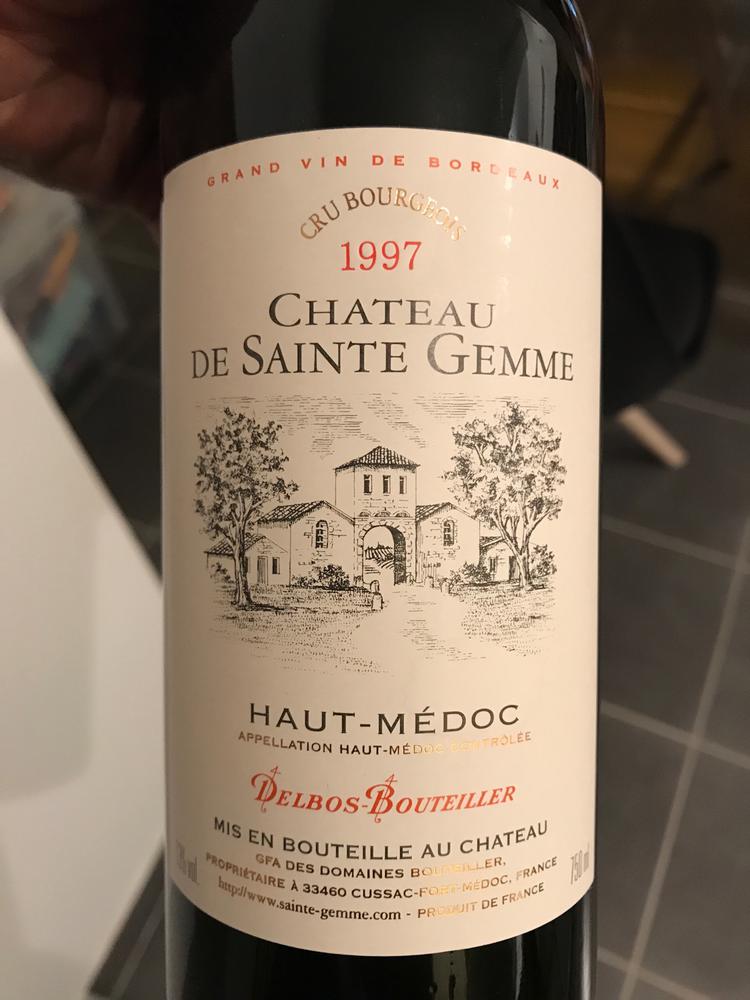 GRAND VIN DE BORDEAUX
CRU BOURGEOIS
1997
CHATEAU
DE SAINTE GEMME
HAUT-MÉDOC
APPELLATION HAUT-MÉDOC CONTRÔLÉE
DELBOS-BOUTEILLER
MIS EN BOUTEILLE AU CHATEAU
GFA DES DOMAINES BOUTEILLER,
PROPRIÉTAIRE À 33460 CUSSAC-FORT-MÉDOC, FRANCE
http://www.sainte-gemme.com - PRODUIT DE FRANCE
% vol.
750 ml